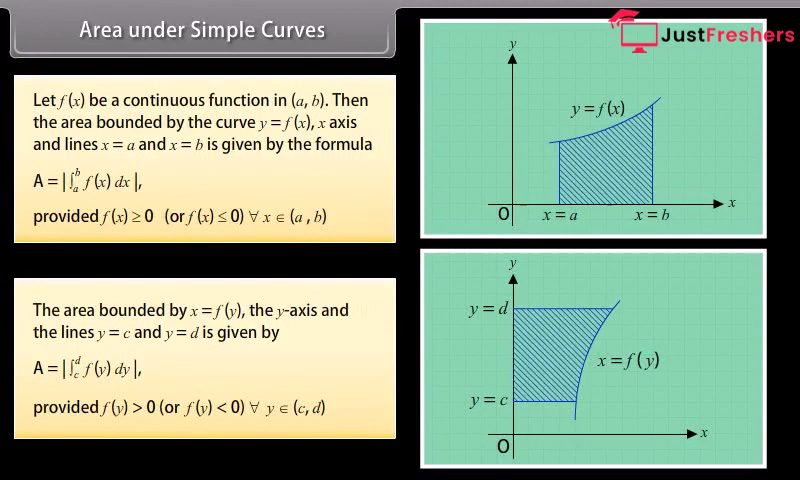 Area under Simple Curves
JustFreshers
Let f (x) be a continuous function in (a, b). Then
the area bounded by the curve y = f (x), x axis
and lines x = a and x = b is given by the formula
A = | ∫ₐᵇ f (x) dx |,
provided f (x) ≥ 0 (or f (x) ≤ 0) ∀ x ∈ (a , b)
y
y = f (x)
O
x = a
x = b
x
The area bounded by x = f (y), the y-axis and
the lines y = c and y = d is given by
A = | ∫_c^d f (y) dy |,
provided f (y) > 0 (or f (y) < 0) ∀ y ∈ (c, d)
y
y = d
x = f ( y)
y = c
x
O